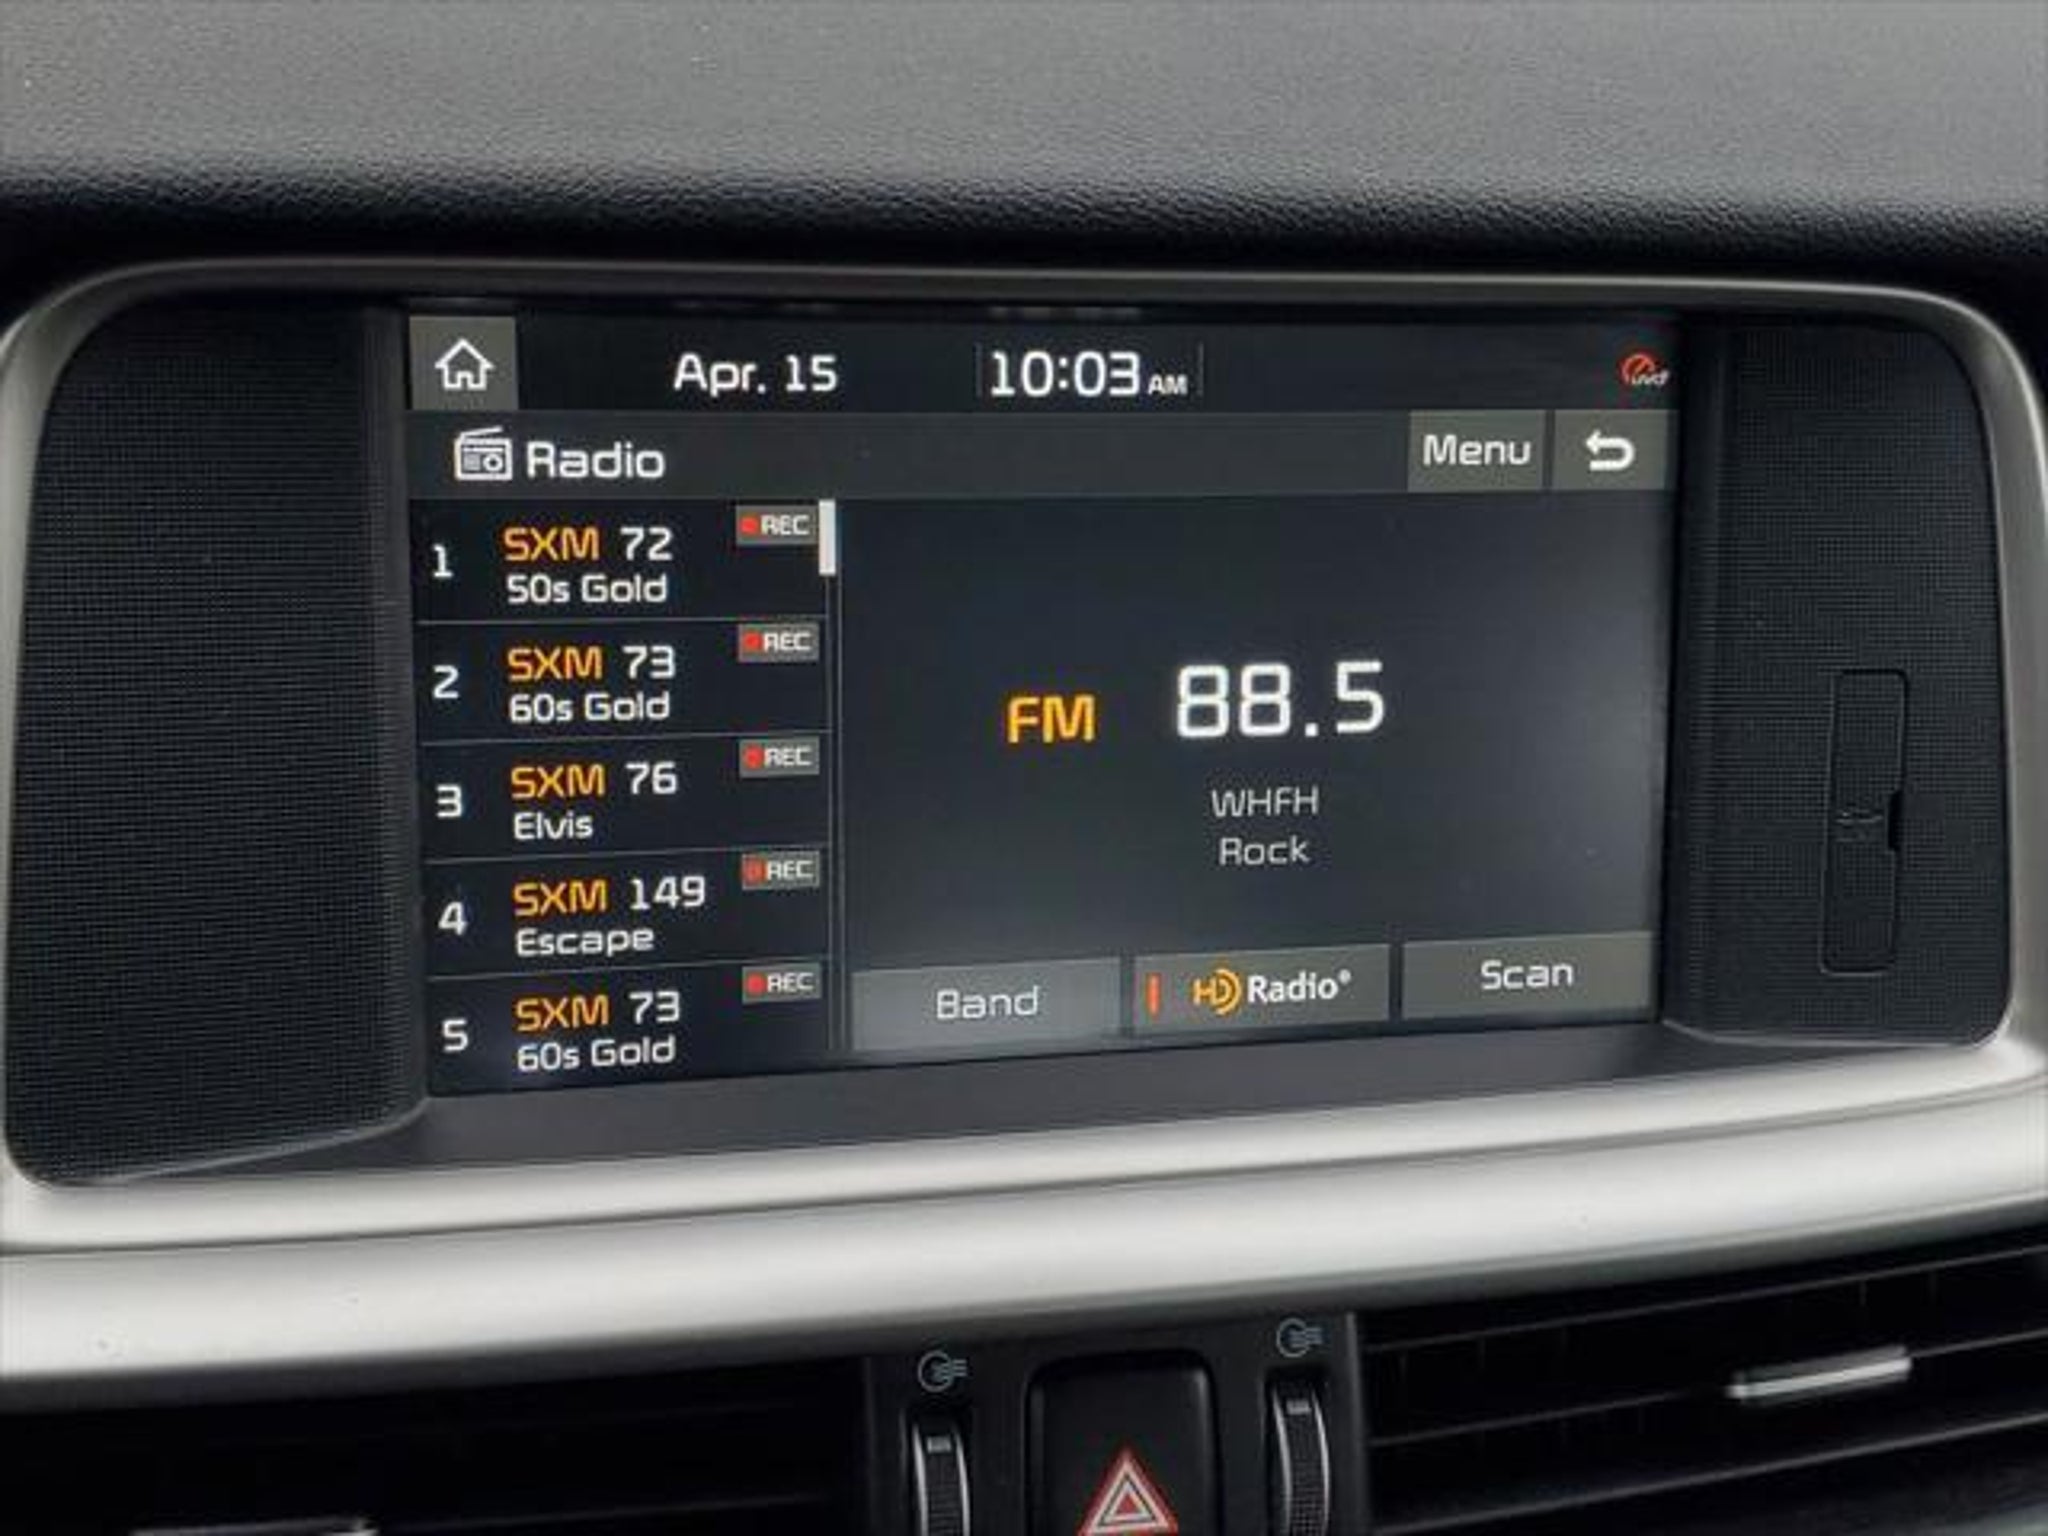 Apr. 15
10:03 AM
UVO
Radio
Menu
1 SXM 72 REC
50s Gold
2 SXM 73 REC
60s Gold
3 SXM 76 REC
Elvis
4 SXM 149 REC
Escape
5 SXM 73 REC
60s Gold
FM 88.5
WHFH
Rock
Band
HD Radio®
Scan